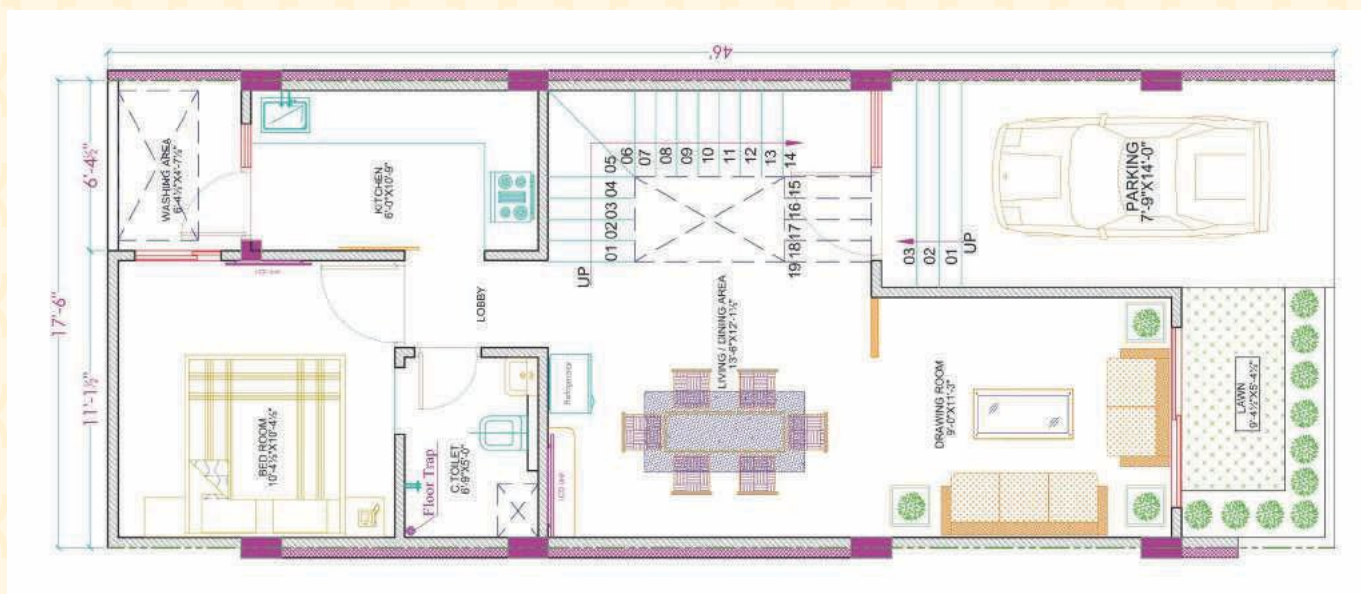 46'
17'-6"
6'-4½"
11'-1½"
WASHING AREA
6'-4½"X4'-7½"
KITCHEN
6'-0"X10'-9"
05
06
07
08
09
10
11
12
13
14
04
03
02
01
UP
15
16
17
18
19
03
02
01
UP
PARKING
7'-9"X14'-0"
LCD Unit
LOBBY
BED ROOM
10'-4½"X10'-4½"
C.TOILET
6'-9"X5'-0"
Floor Trap
Refrigerator
LCD Unit
LIVING / DINING AREA
13'-6"X12'-1½"
DRAWING ROOM
9'-0"X11'-3"
LAWN
9'-4½"X5'-4½"